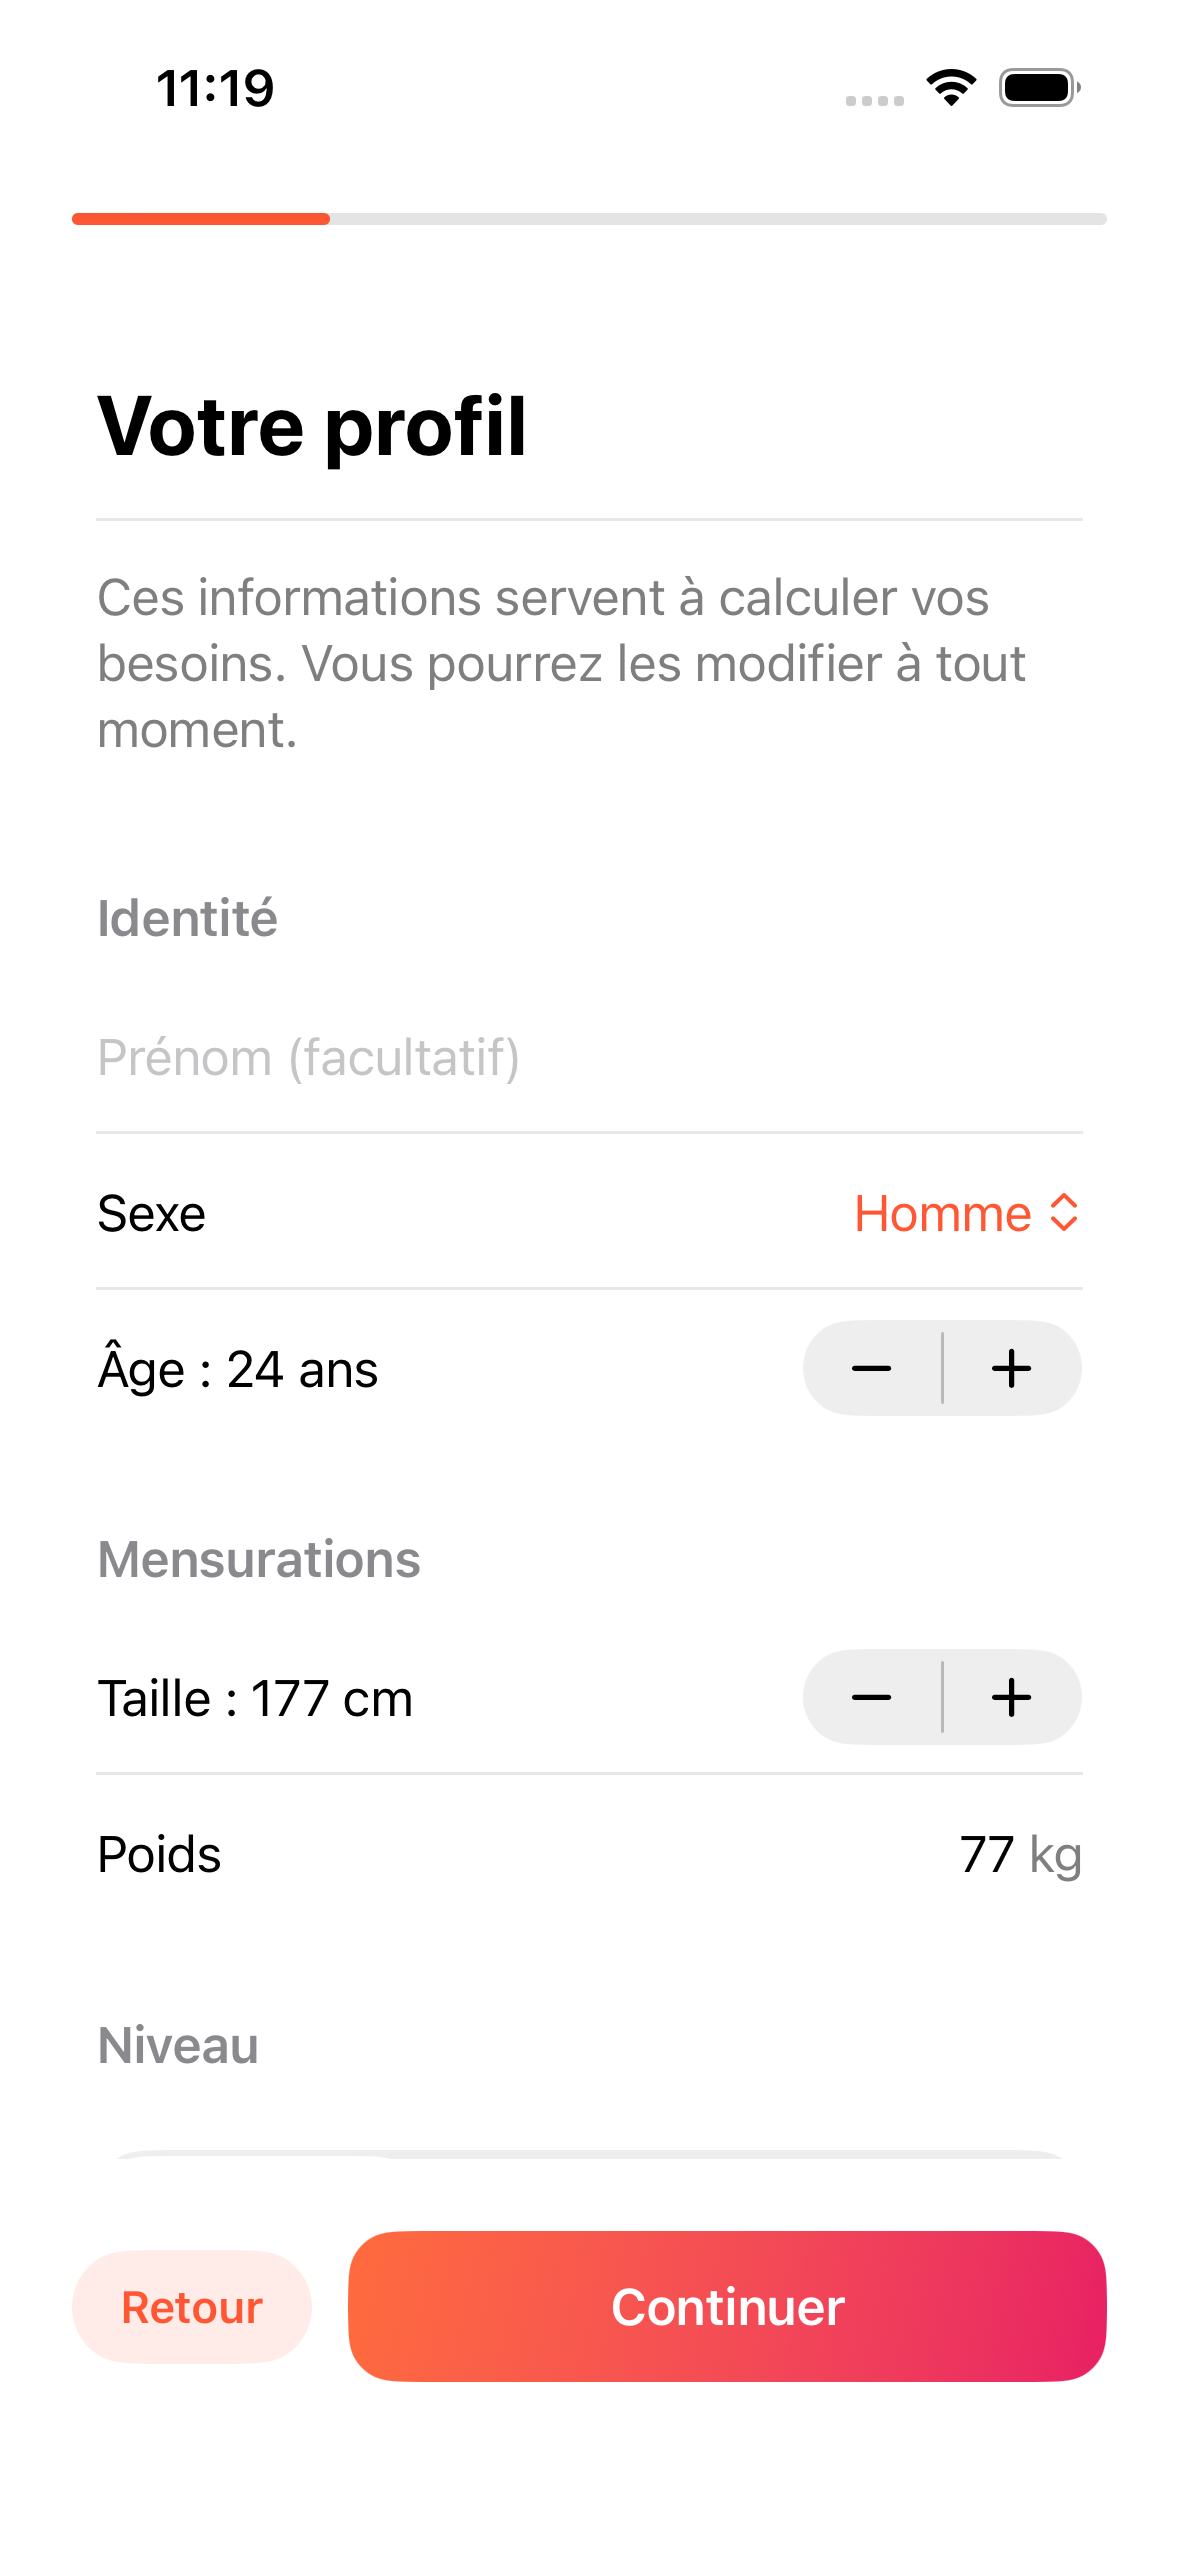 11:19
Votre profil
Ces informations servent à calculer vos
besoins. Vous pourrez les modifier à tout
moment.
Identité
Prénom (facultatif)
Sexe
Homme
Âge : 24 ans
Mensurations
Taille : 177 cm
Poids
77 kg
Niveau
Retour
Continuer